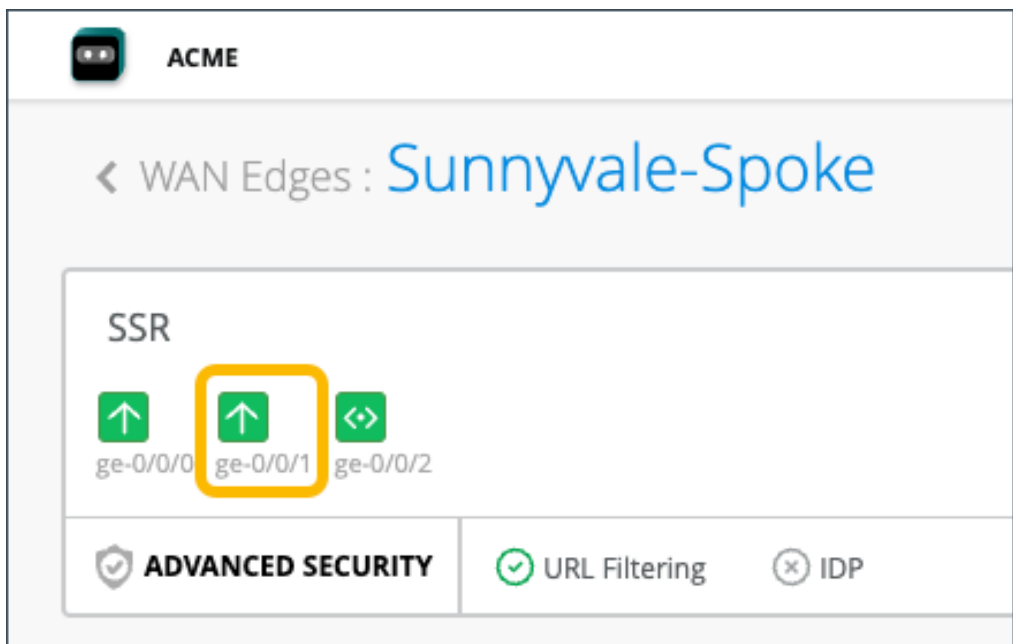 ACME
WAN Edges : Sunnyvale-Spoke
SSR
ge-0/0/0 ge-0/0/1 ge-0/0/2
ADVANCED SECURITY URL Filtering IDP